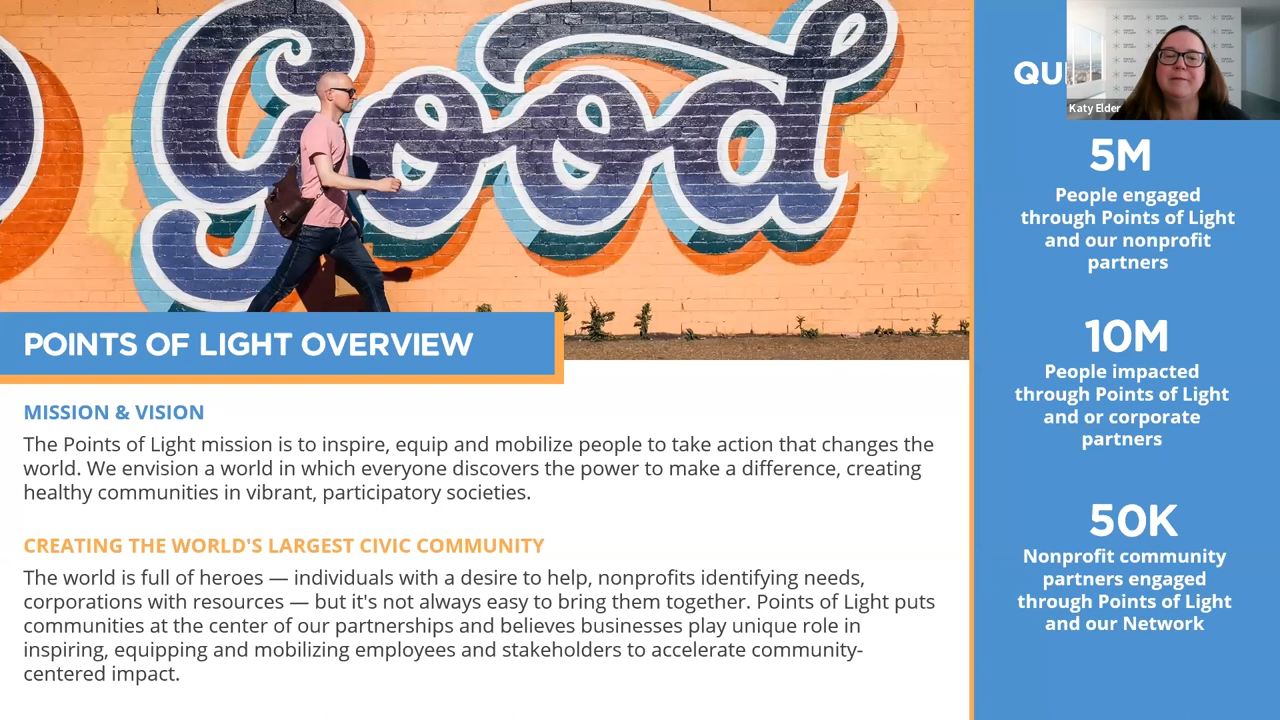 Good
QU
Katy Elder
5M
People engaged
through Points of Light
and our nonprofit
partners
10M
People impacted
through Points of Light
and or corporate
partners
50K
Nonprofit community
partners engaged
through Points of Light
and our Network
POINTS OF LIGHT OVERVIEW
MISSION & VISION
The Points of Light mission is to inspire, equip and mobilize people to take action that changes the
world. We envision a world in which everyone discovers the power to make a difference, creating
healthy communities in vibrant, participatory societies.
CREATING THE WORLD'S LARGEST CIVIC COMMUNITY
The world is full of heroes — individuals with a desire to help, nonprofits identifying needs,
corporations with resources — but it's not always easy to bring them together. Points of Light puts
communities at the center of our partnerships and believes businesses play unique role in
inspiring, equipping and mobilizing employees and stakeholders to accelerate community-
centered impact.